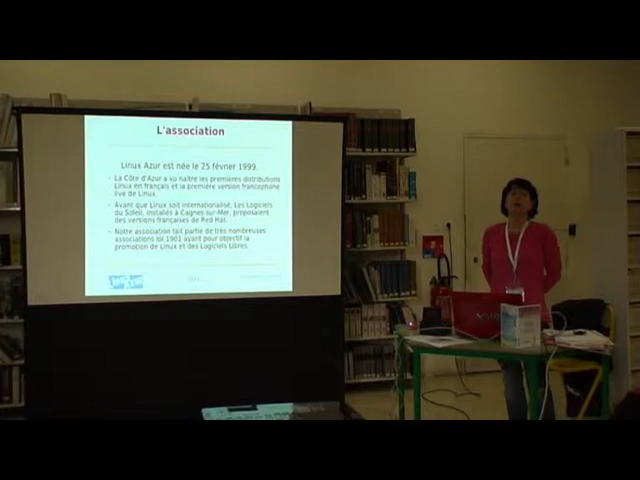 L'association
Linux Azur est née le 25 février 1999.
- La Côte d'Azur a vu naître les premières distributions
Linux en français et la première version francophone
live de Linux.
- Avant que Linux soit internationalisé, Les Logiciels
du Soleil, installés à Cagnes-sur-Mer, proposaient
des versions françaises de Red Hat.
- Notre association fait partie de très nombreuses
associations loi 1901 ayant pour objectif la
promotion de Linux et des Logiciels Libres.